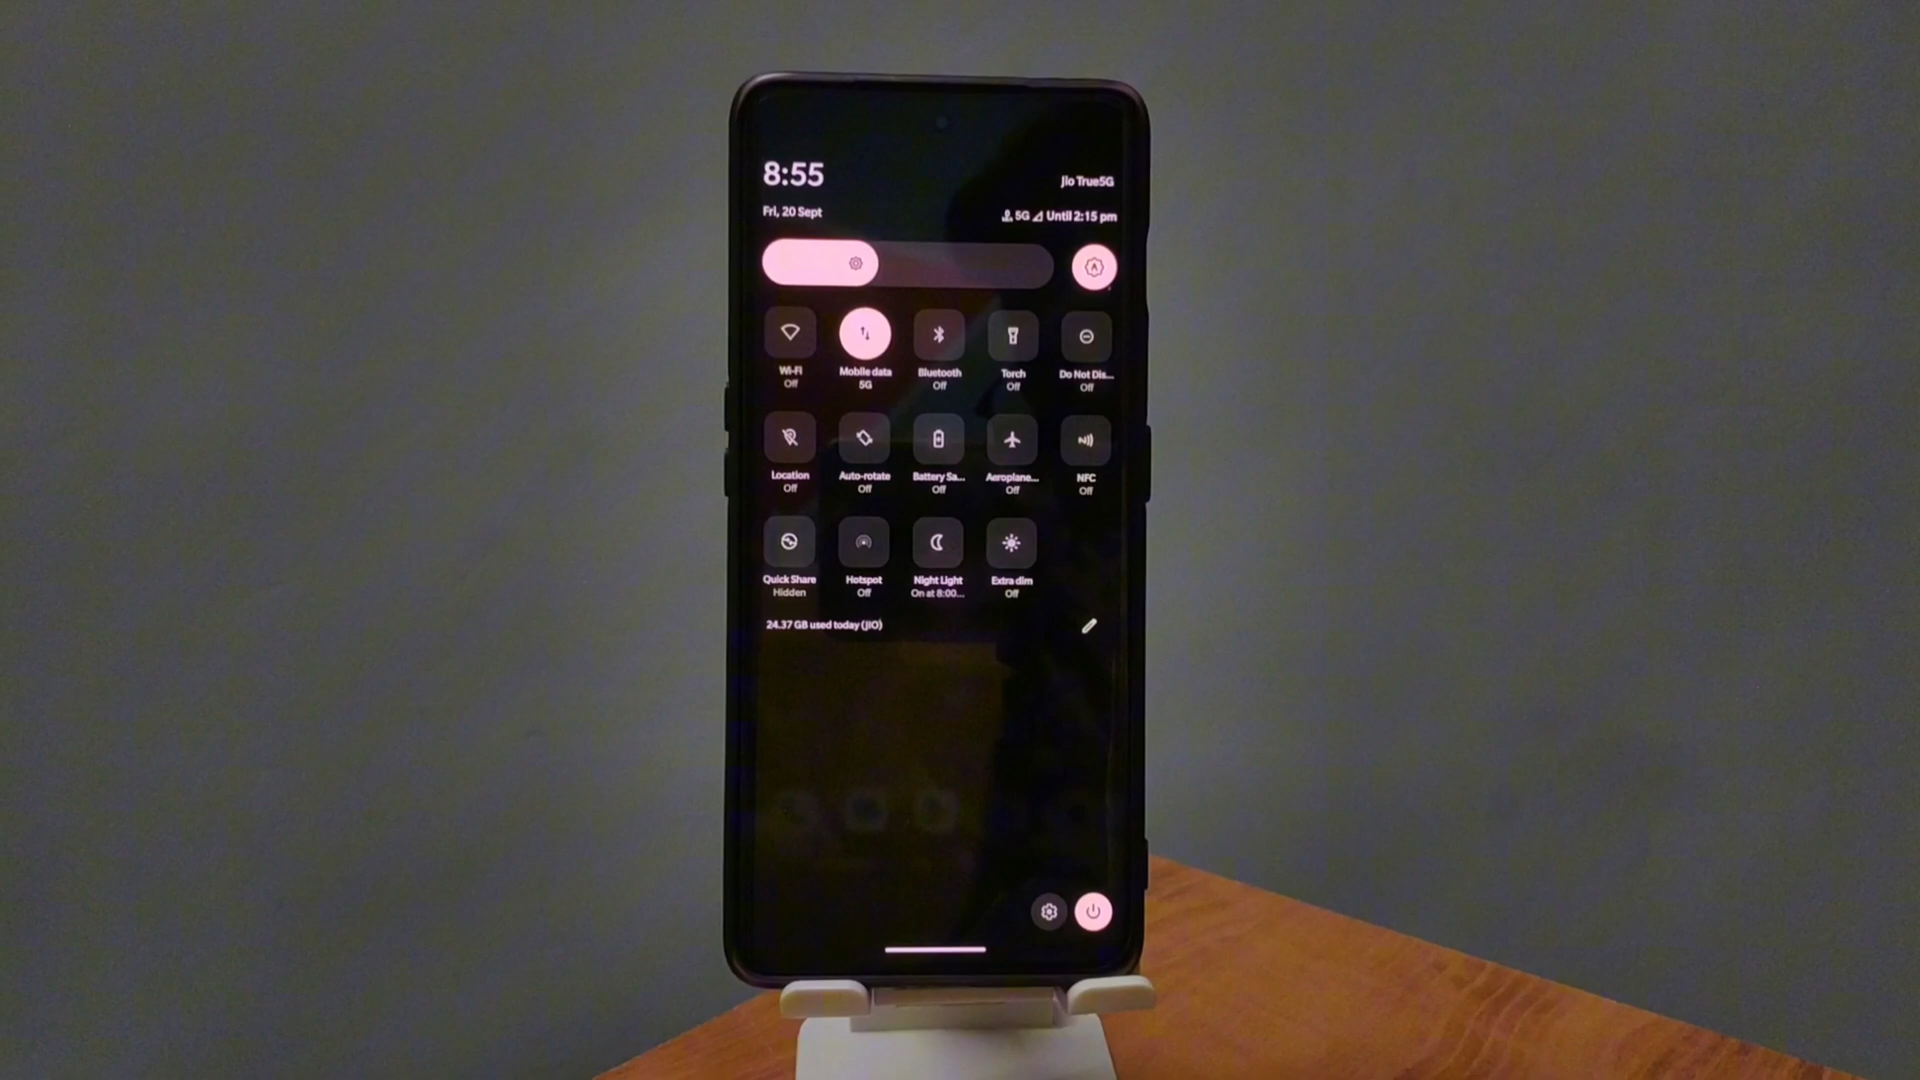 8:55
Jio True5G
Fri, 20 Sept
5G Until 2:15 pm
A
Wi-Fi
Off
Mobile data
5G
Bluetooth
Off
Torch
Off
Do Not Dis...
Off
Location
Off
Auto-rotate
Off
Battery Sa...
Off
Aeroplane...
Off
NFC
Off
Quick Share
Hidden
Hotspot
Off
Night Light
On at 8:00...
Extra dim
Off
24.37 GB used today (JIO)